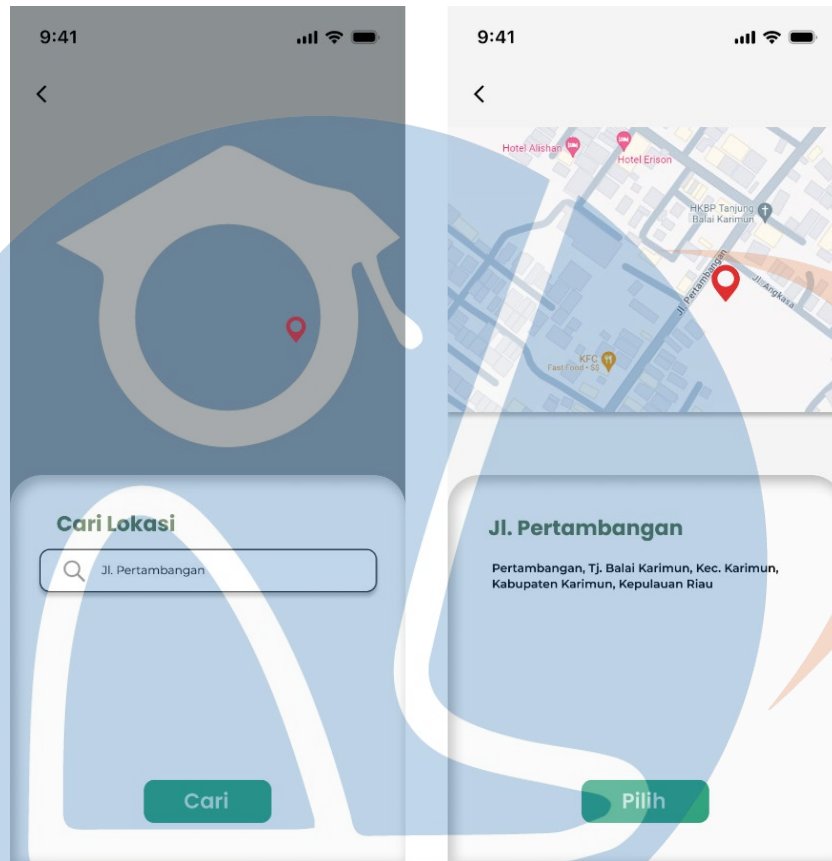 9:41
Cari Lokasi
Jl. Pertambangan
Cari
9:41
Hotel Alishan
Hotel Erison
HKBP Tanjung
Balai Karimun
Jl. Pertambangan
Jl. Angkasa
KFC
Fast Food • $$
Jl. Pertambangan
Pertambangan, Tj. Balai Karimun, Kec. Karimun,
Kabupaten Karimun, Kepulauan Riau
Pilih